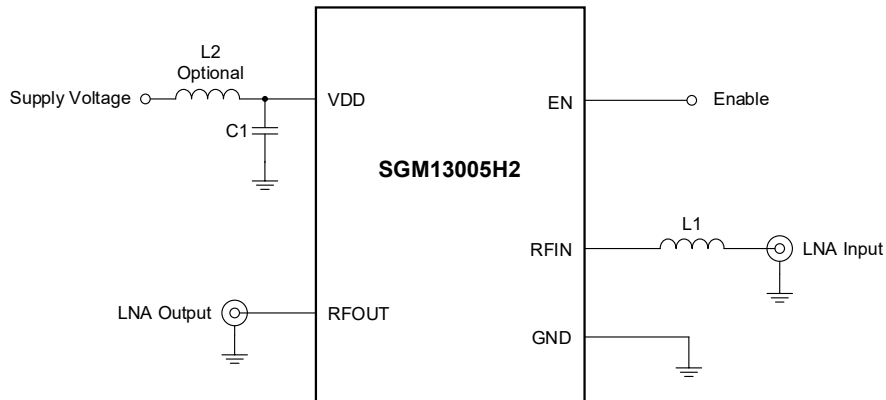 L2
Optional
Supply Voltage
VDD
EN
Enable
C1
SGM13005H2
L1
RFIN
LNA Input
LNA Output
RFOUT
GND